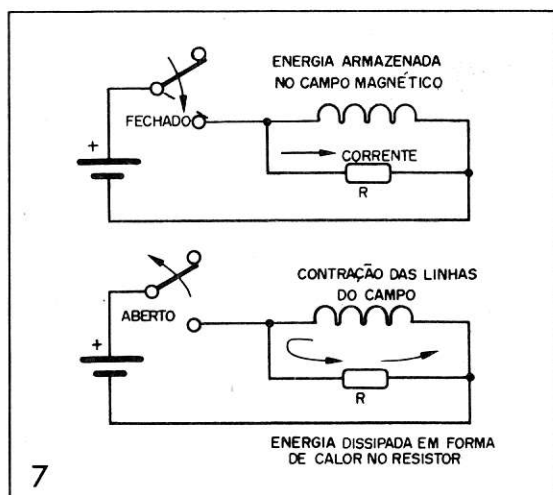 ENERGIA ARMAZENADA
NO CAMPO MAGNÉTICO
FECHADO
+
CORRENTE
R
CONTRAÇÃO DAS LINHAS
DO CAMPO
ABERTO
+
R
ENERGIA DISSIPADA EM FORMA
DE CALOR NO RESISTOR
7